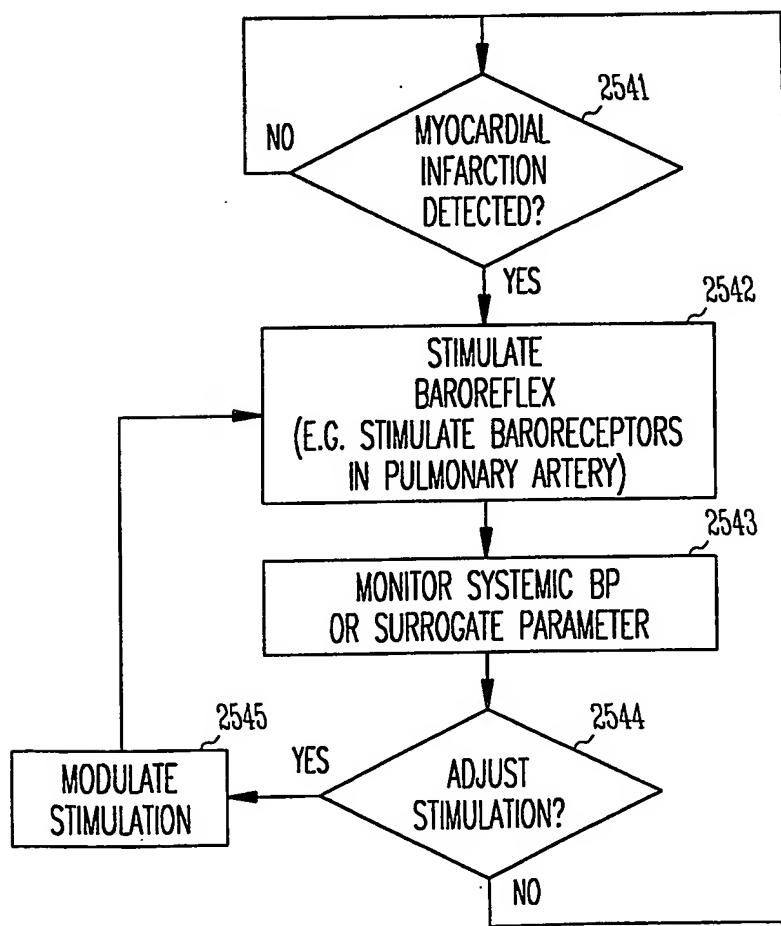 2541
NO
MYOCARDIAL
INFARCTION
DETECTED?
YES
2542
STIMULATE
BAROREFLEX
(E.G. STIMULATE BARORECEPTORS
IN PULMONARY ARTERY)
2543
MONITOR SYSTEMIC BP
OR SURROGATE PARAMETER
2545
YES
2544
MODULATE
STIMULATION
ADJUST
STIMULATION?
NO